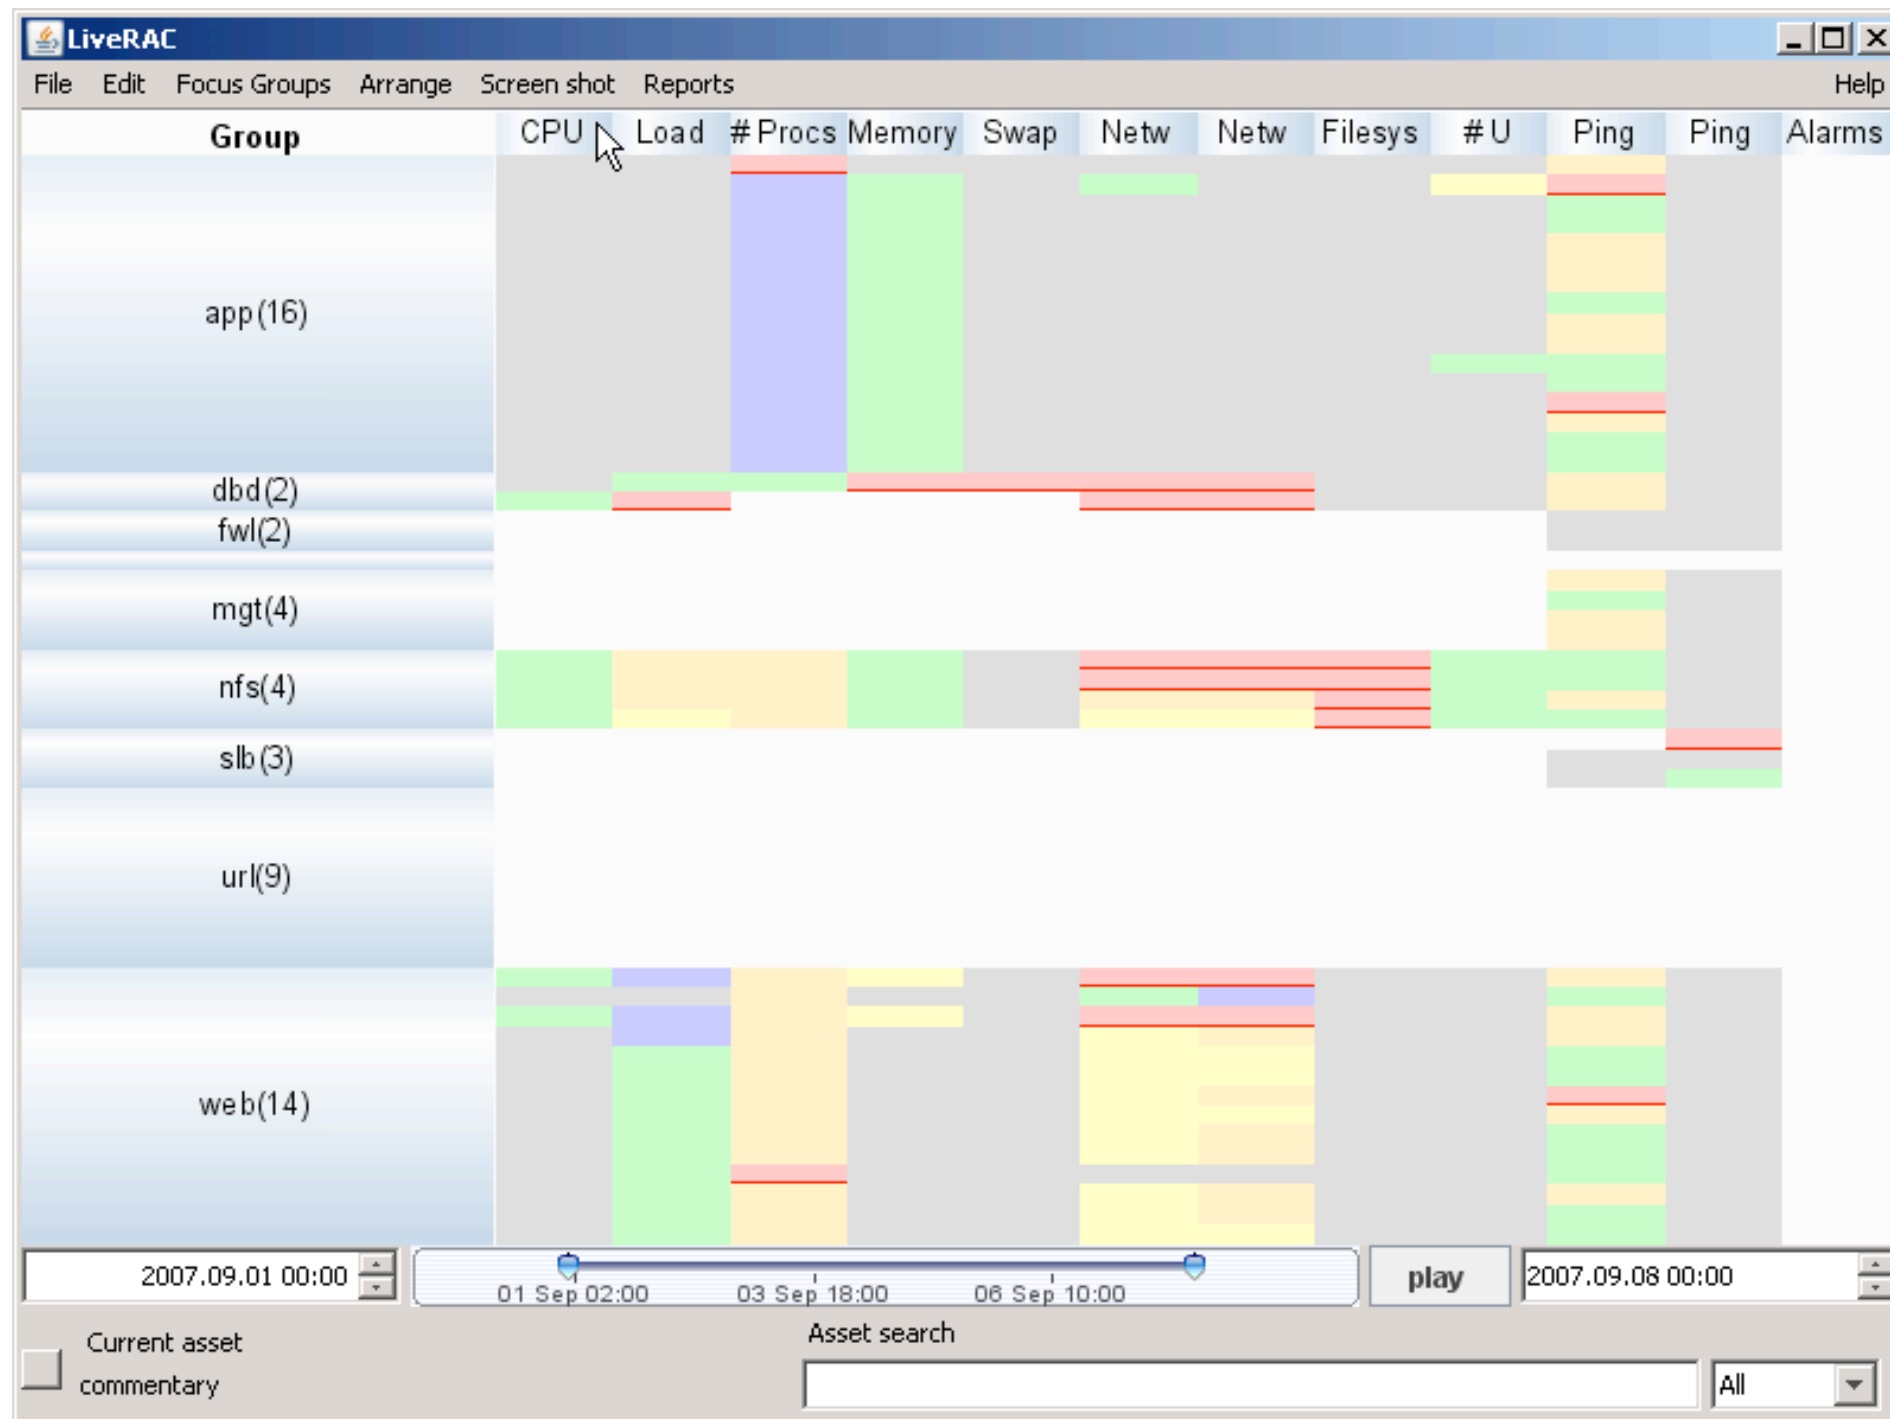 LiveRAC
File Edit Focus Groups Arrange Screen shot Reports Help
Group CPU Load # Procs Memory Swap Netw Netw Filesys # U Ping Ping Alarms
app(16)
dbd(2)
fwl(2)
mgt(4)
nfs(4)
slb(3)
url(9)
web(14)
2007.09.01 00:00 01 Sep 02:00 03 Sep 18:00 06 Sep 10:00 play 2007.09.08 00:00
Current asset
commentary
Asset search
All